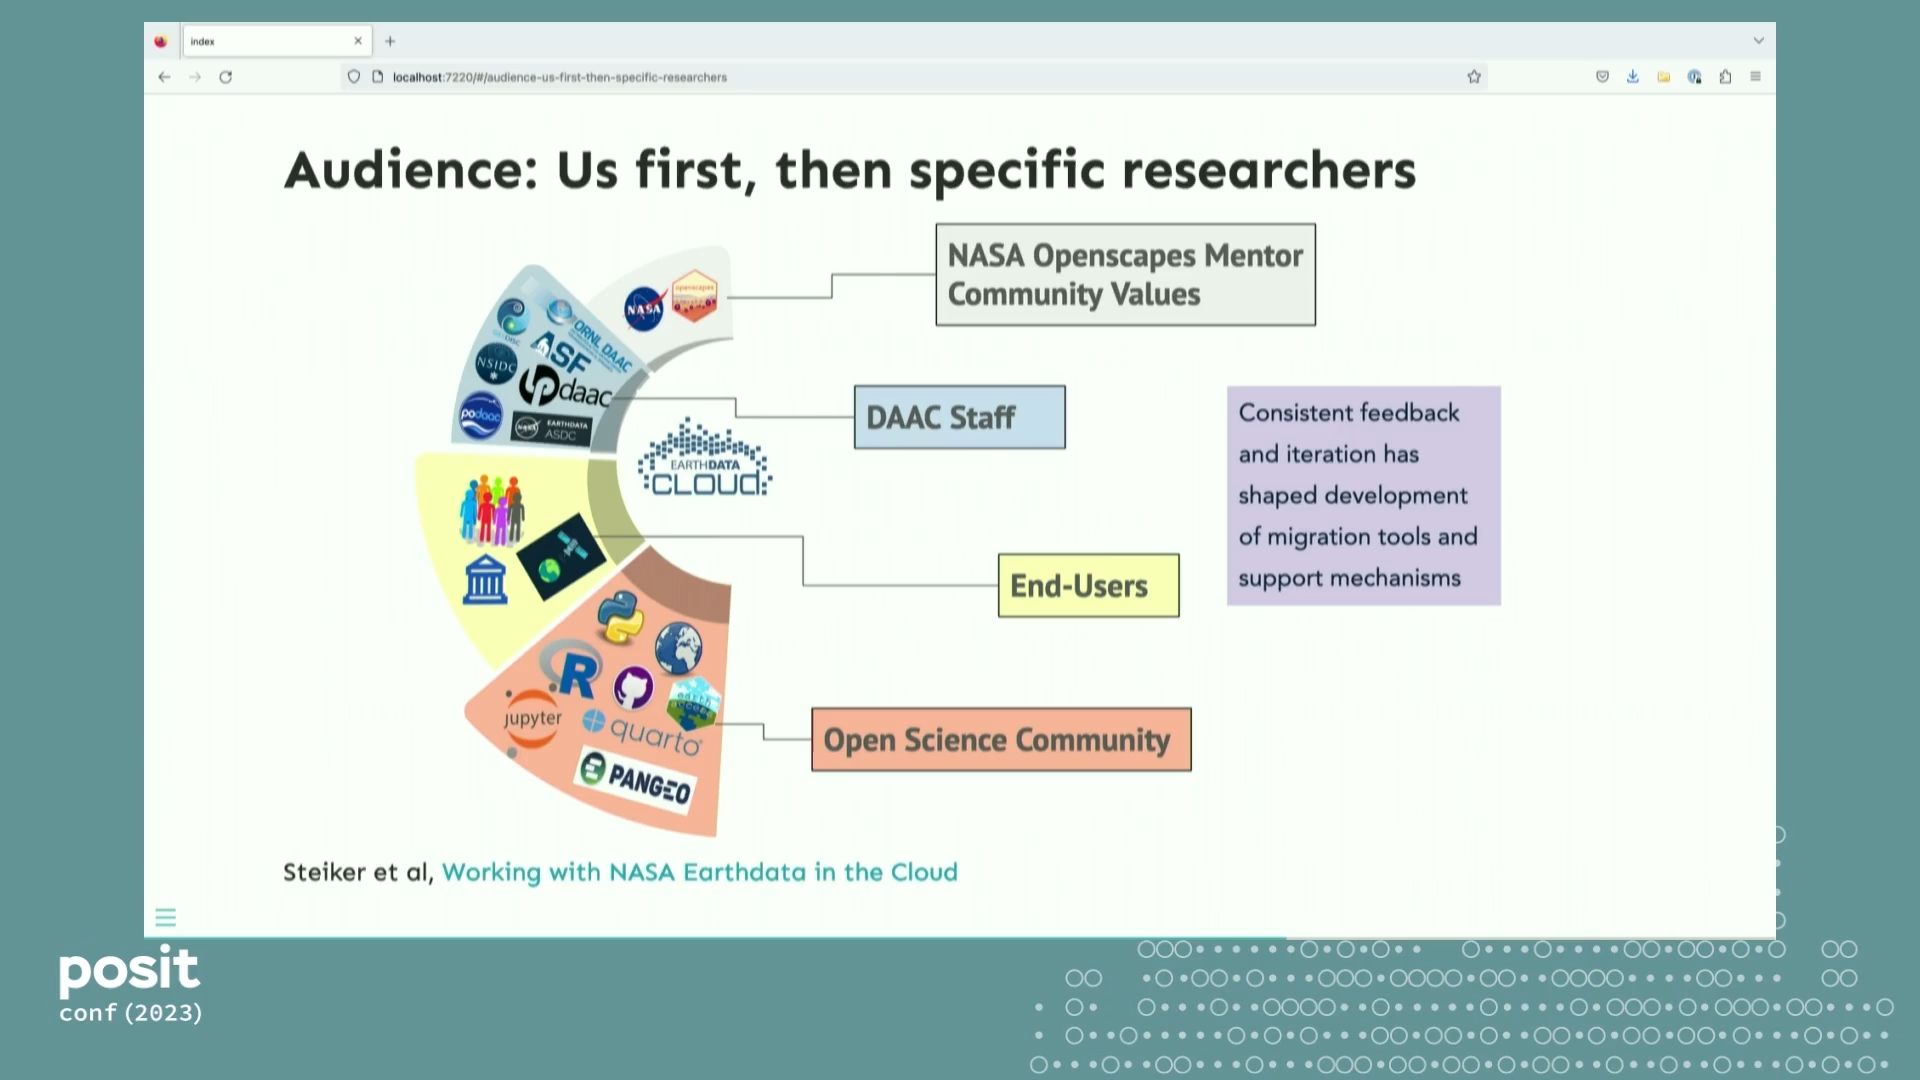 index
localhost:7220/#/audience-us-first-then-specific-researchers
Audience: Us first, then specific researchers
NASA Openscapes Mentor
Community Values
NASA
openscapes
ORNL DAAC
ASF
NSIDC
LP daac
podaac
EARTHDATA
ASDC
DAAC Staff
EARTHDATA
CLOUD
Consistent feedback
and iteration has
shaped development
of migration tools and
support mechanisms
End-Users
R
jupyter
quarto
PANGEO
Open Science Community
Steiker et al, Working with NASA Earthdata in the Cloud
posit
conf(2023)